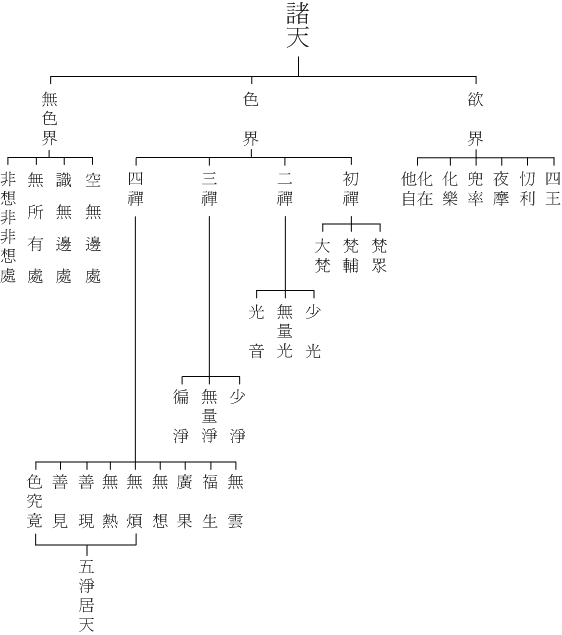 諸天
欲界
色界
無色界
四王
忉利
夜摩
兜率
化樂
他化自在
初禪
二禪
三禪
四禪
空無邊處
識無邊處
無所有處
非想非非想處
梵眾
梵輔
大梵
少光
無量光
光音
少淨
無量淨
徧淨
無雲
福生
廣果
無想
無煩
無熱
善現
善見
色究竟
五淨居天